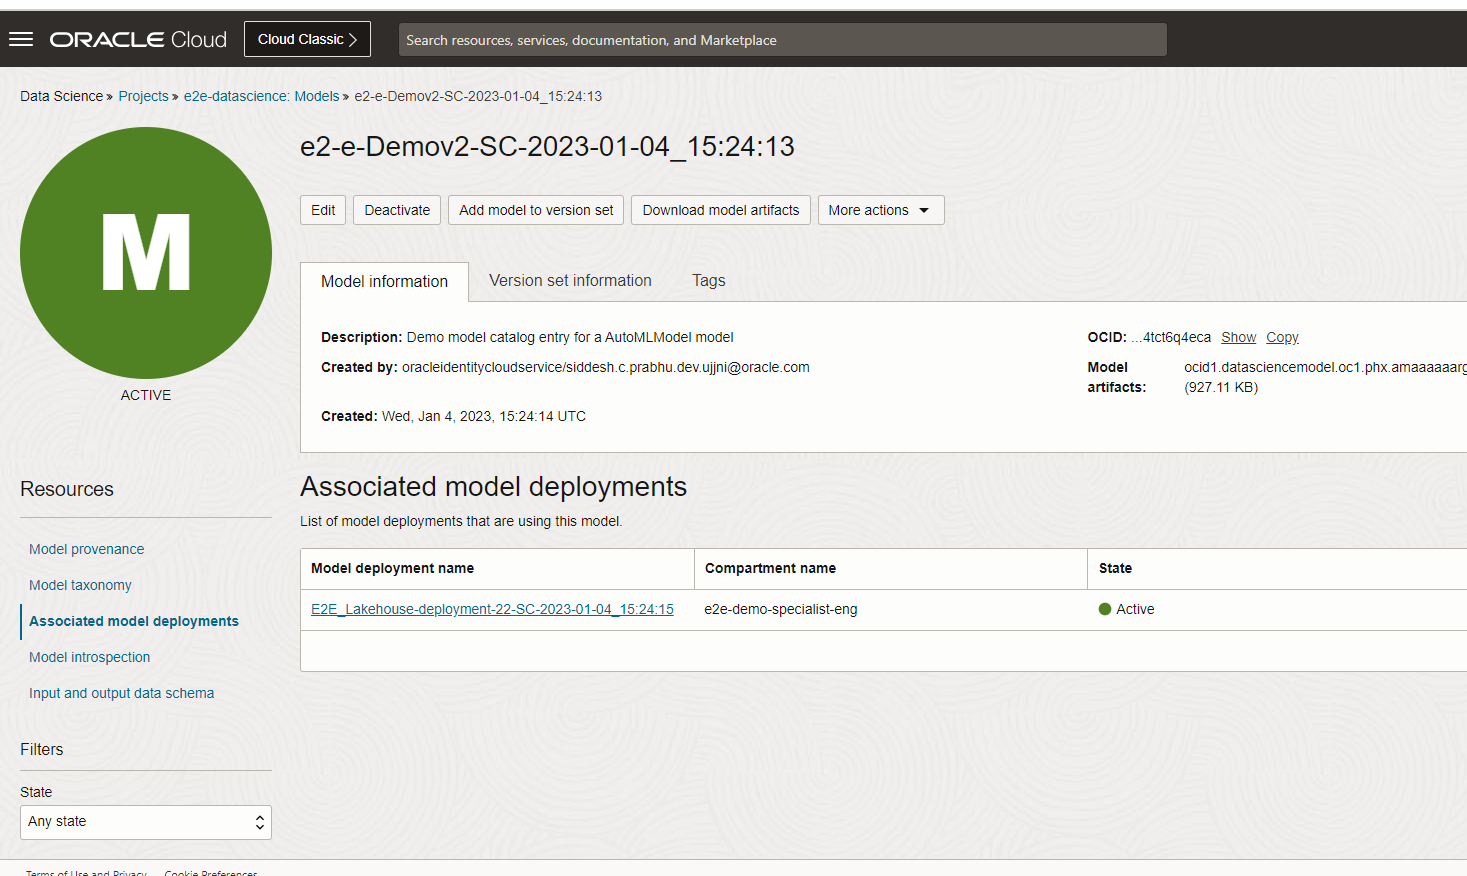 ORACLE Cloud
Cloud Classic >
Search resources, services, documentation, and Marketplace
Data Science » Projects » e2e-datascience: Models » e2-e-Demov2-SC-2023-01-04_15:24:13
M
ACTIVE
e2-e-Demov2-SC-2023-01-04_15:24:13
Edit
Deactivate
Add model to version set
Download model artifacts
More actions
Model information
Version set information
Tags
Description: Demo model catalog entry for a AutoMLModel model
Created by: oracleidentitycloudservice/siddesh.c.prabhu.dev.ujjni@oracle.com
Created: Wed, Jan 4, 2023, 15:24:14 UTC
OCID: ...4tct6q4eca Show Copy
Model artifacts: ocid1.datasciencemodel.oc1.phx.amaaaaaarg
(927.11 KB)
Resources
Model provenance
Model taxonomy
Associated model deployments
Model introspection
Input and output data schema
Filters
State
Any state
Associated model deployments
List of model deployments that are using this model.
Model deployment name Compartment name State
E2E_Lakehouse-deployment-22-SC-2023-01-04_15:24:15 e2e-demo-specialist-eng Active
Terms of Use and Privacy Cookie Preferences